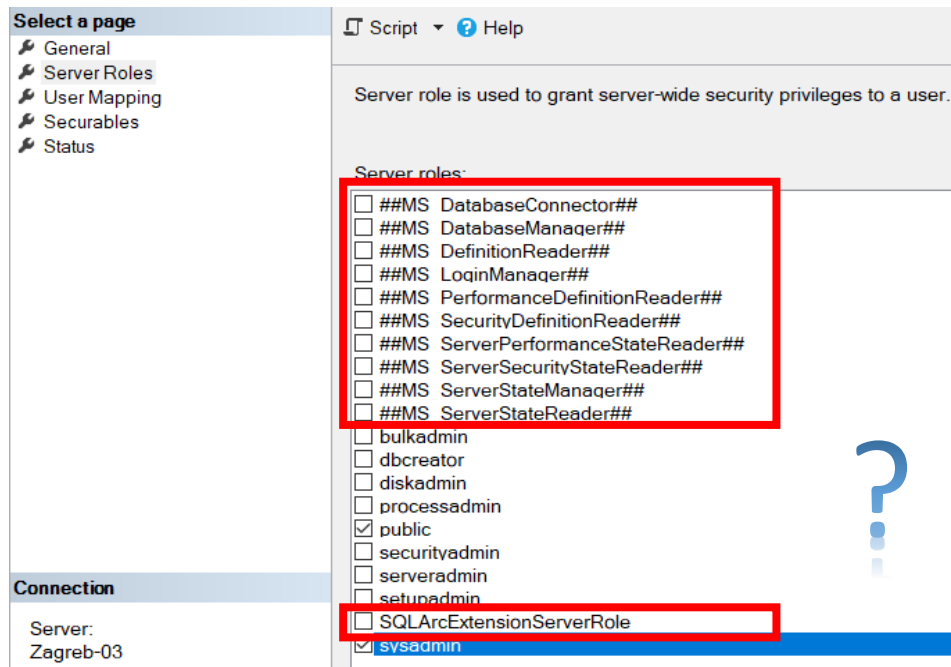 Select a page
General
Server Roles
User Mapping
Securables
Status
Connection
Server:
Zagreb-03
Script Help
Server role is used to grant server-wide security privileges to a user.
Server roles:
##MS_DatabaseConnector##
##MS_DatabaseManager##
##MS_DefinitionReader##
##MS_LoginManager##
##MS_PerformanceDefinitionReader##
##MS_SecurityDefinitionReader##
##MS_ServerPerformanceStateReader##
##MS_ServerSecurityStateReader##
##MS_ServerStateManager##
##MS_ServerStateReader##
bulkadmin
dbcreator
diskadmin
processadmin
public
securityadmin
serveradmin
setupadmin
SQLArcExtensionServerRole
sysadmin
?